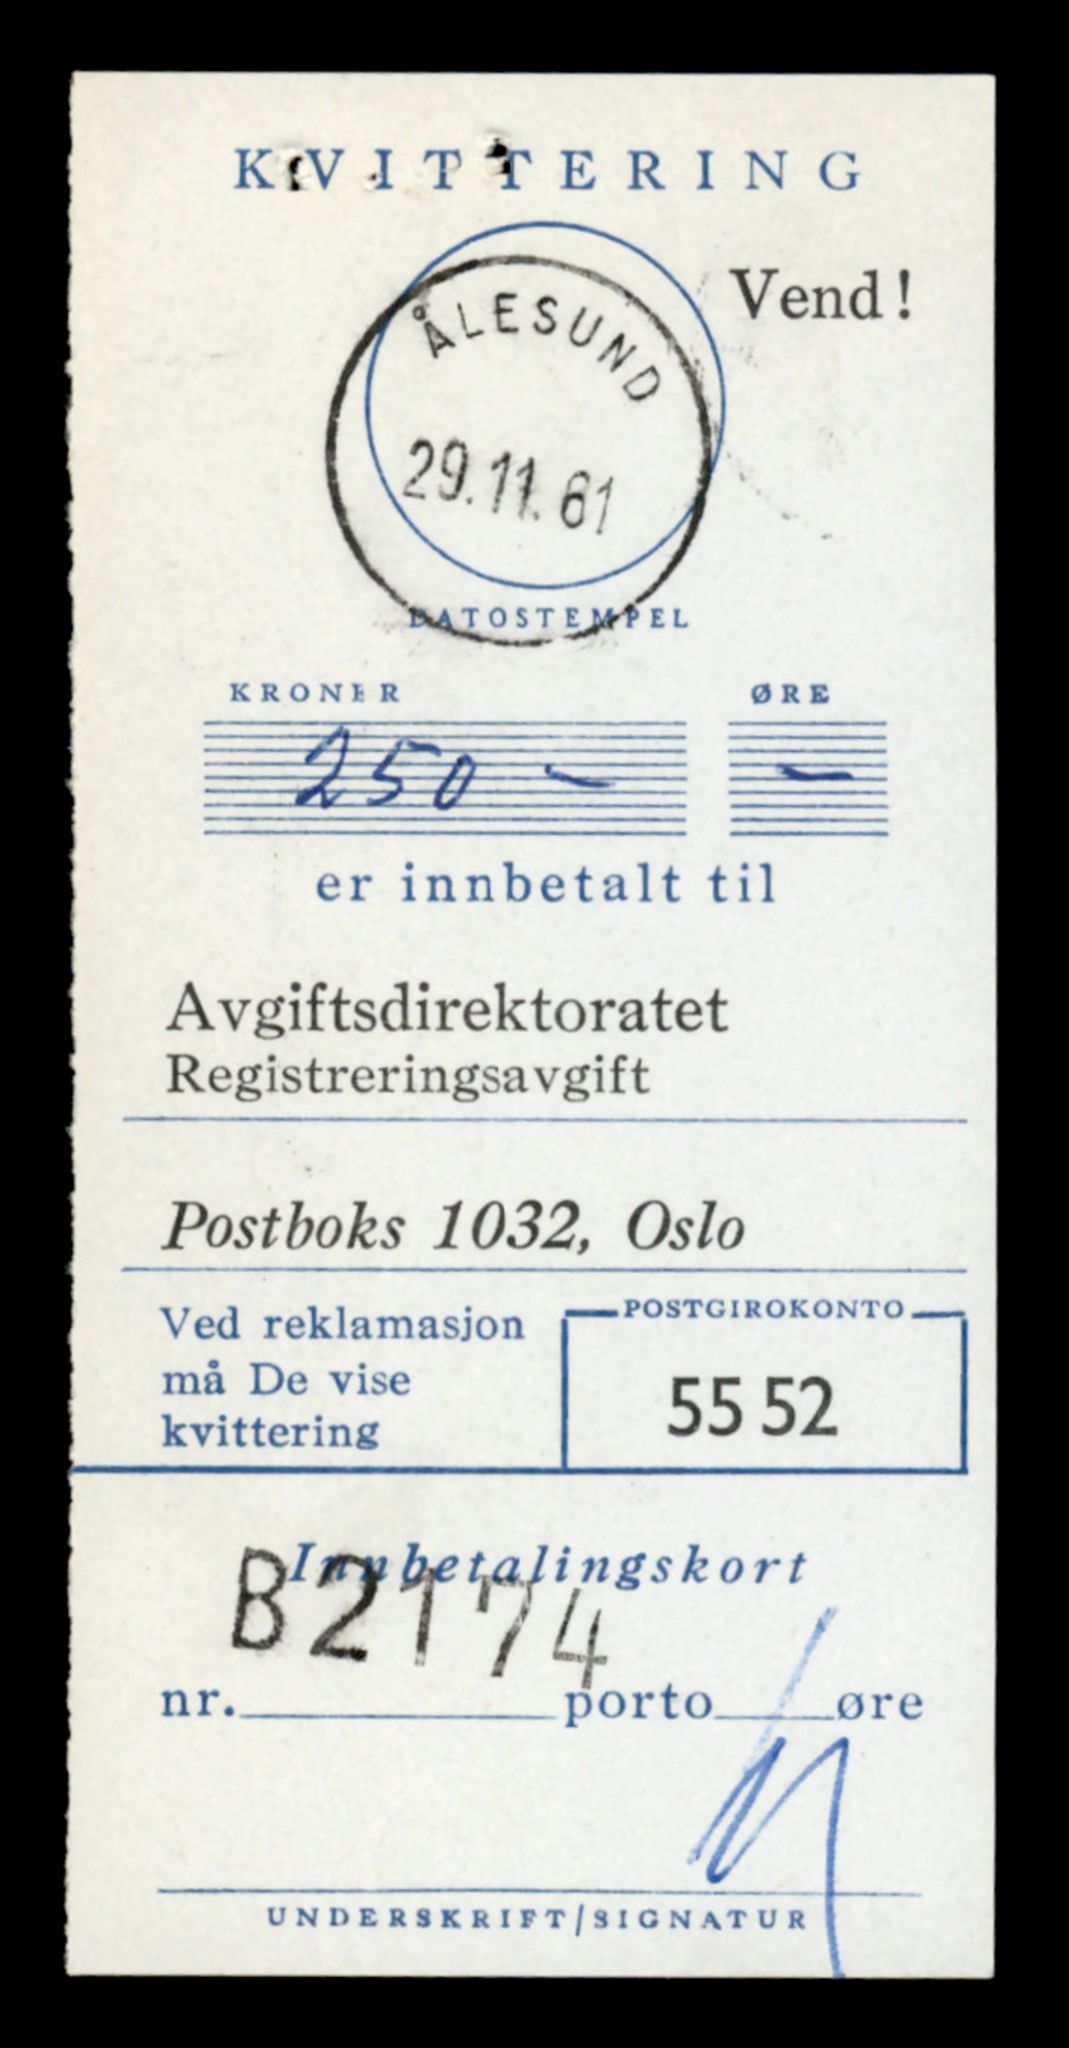 KVITTERING
Vend!
ÅLESUND
29.11.61
DATOSTEMPEL
KRONER ØRE
250 — —
er innbetalt til
Avgiftsdirektoratet
Registreringsavgift
Postboks 1032, Oslo
Ved reklamasjon
må De vise
kvittering
POSTGIROKONTO
55 52
Innbetalingskort
B2174
nr. porto øre
UNDERSKRIFT/SIGNATUR